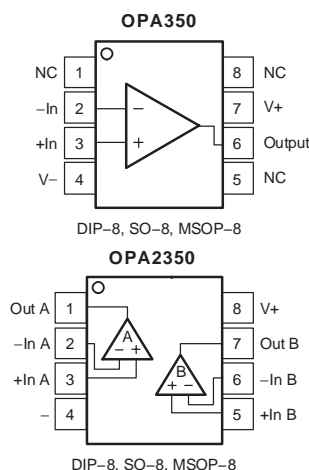 OPA350
NC 1 8 NC
−In 2 − 7 V+
+In 3 + 6 Output
V− 4 5 NC
DIP−8, SO−8, MSOP−8
OPA2350
Out A 1 A 8 V+
−In A 2 − + 7 Out B
+In A 3 B 6 −In B
- 4 + − 5 +In B
DIP−8, SO−8, MSOP−8